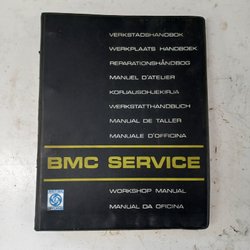 VERKSTADSHANDBOK
WERKPLAATS HANDBOEK
REPARATIONSHÅNDBOG
MANUEL D'ATELIER
KORJAUSOHJEKIRJA
WERKSTATTHANDBUCH
MANUAL DE TALLER
MANUALE D'OFFICINA
BMC SERVICE
WORKSHOP MANUAL
MANUAL DA OFICINA